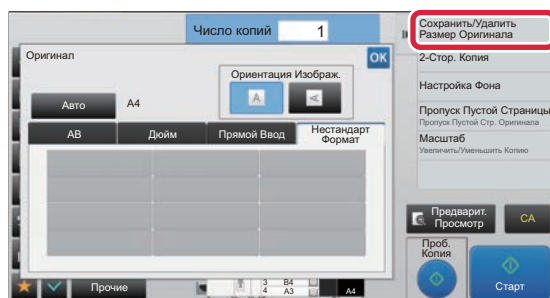 Число копий
1
Сохранить/Удалить
Размер Оригинала
Оригинал
OK
2-Стор. Копия
Ориентация Изображ.
Настройка Фона
A
A
Авто
A4
Пропуск Пустой Страницы
Пропуск Пустой Стр. Оригинала
AB
Дюйм
Прямой Ввод
Нестандарт
Формат
Масштаб
Увеличить/Уменьшить Копию
Предварит.
Просмотр
CA
Проб.
Копия
Прочие
3
B4
4
A3
A4
Старт